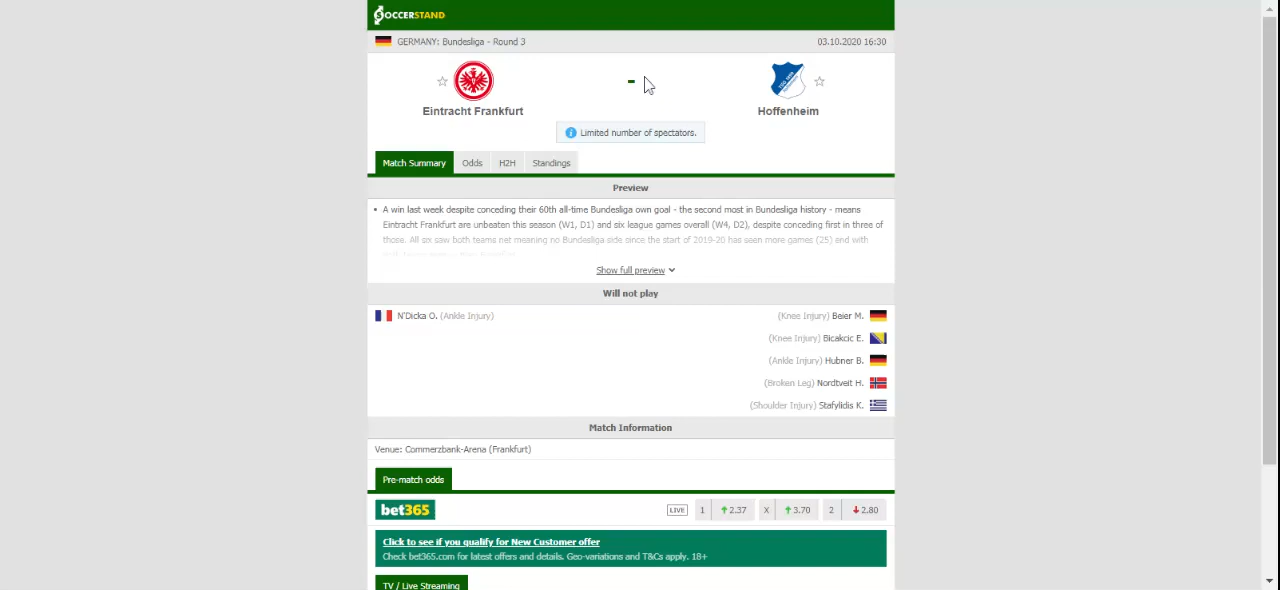 SOCCERSTAND
GERMANY: Bundesliga - Round 3 03.10.2020 16:30
-
Eintracht Frankfurt Hoffenheim
Limited number of spectators.
Match Summary Odds H2H Standings
Preview
• A win last week despite conceding their 60th all-time Bundesliga own goal - the second most in Bundesliga history - means
Eintracht Frankfurt are unbeaten this season (W1, D1) and six league games overall (W4, D2), despite conceding first in three of
those. All six saw both teams net meaning no Bundesliga side since the start of 2019-20 has seen more games (25) end with
Show full preview
Will not play
N'Dicka O. (Ankle Injury) (Knee Injury) Beier M.
(Knee Injury) Bicakcic E.
(Ankle Injury) Hubner B.
(Broken Leg) Nordtveit H.
(Shoulder Injury) Stafylidis K.
Match Information
Venue: Commerzbank-Arena (Frankfurt)
Pre-match odds
bet365 LIVE 1 2.37 X 3.70 2 2.80
Click to see if you qualify for New Customer offer
Check bet365.com for latest offers and details. Geo-variations and T&Cs apply. 18+
TV / Live Streaming